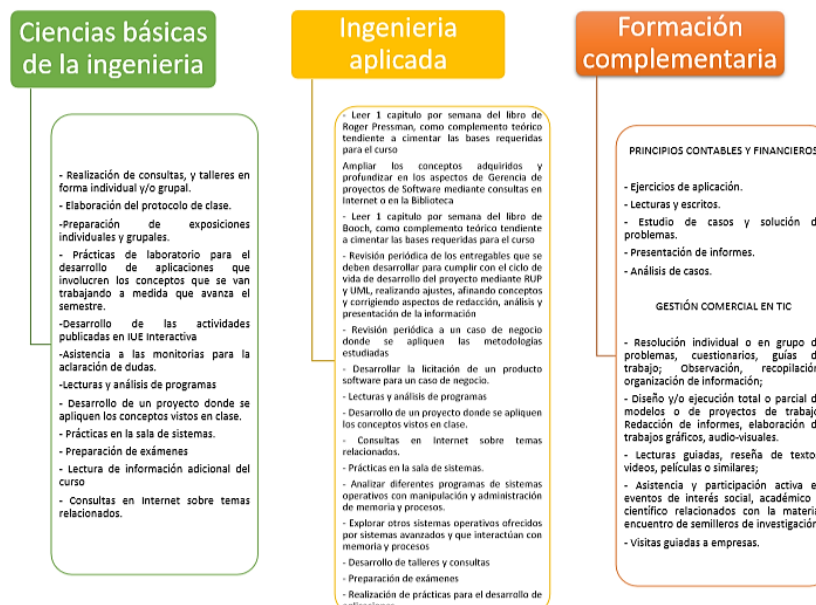 Ciencias básicas
de la ingenieria
- Realización de consultas, y talleres en
forma individual y/o grupal.
- Elaboración del protocolo de clase.
-Preparación de exposiciones
individuales y grupales.
- Prácticas de laboratorio para el
desarrollo de aplicaciones que
involucren los conceptos que se van
trabajando a medida que avanza el
semestre.
-Desarrollo de las actividades
publicadas en IUE Interactiva
-Asistencia a las monitorias para la
aclaración de dudas.
-Lecturas y análisis de programas
- Desarrollo de un proyecto donde se
apliquen los conceptos vistos en clase.
- Prácticas en la sala de sistemas.
- Preparación de exámenes
- Lectura de información adicional del
curso
- Consultas en Internet sobre temas
relacionados.
Ingenieria
aplicada
- Leer 1 capitulo por semana del libro de
Roger Pressman, como complemento teórico
tendiente a cimentar las bases requeridas
para el curso
Ampliar los conceptos adquiridos y
profundizar en los aspectos de Gerencia de
proyectos de Software mediante consultas en
Internet o en la Biblioteca
- Leer 1 capitulo por semana del libro de
Booch, como complemento teórico tendiente
a cimentar las bases requeridas para el curso
- Revisión periódica de los entregables que se
deben desarrollar para cumplir con el ciclo de
vida de desarrollo del proyecto mediante RUP
y UML, realizando ajustes, afinando conceptos
y corrigiendo aspectos de redacción, análisis y
presentación de la información
- Revisión periódica a un caso de negocio
donde se apliquen las metodologías
estudiadas
- Desarrollar la licitación de un producto
software para un caso de negocio.
- Lecturas y análisis de programas
- Desarrollo de un proyecto donde se apliquen
los conceptos vistos en clase.
- Consultas en Internet sobre temas
relacionados.
- Prácticas en la sala de sistemas.
- Analizar diferentes programas de sistemas
operativos con manipulación y administración
de memoria y procesos.
- Explorar otros sistemas operativos ofrecidos
por sistemas avanzados y que interactúan con
memoria y procesos
- Desarrollo de talleres y consultas
- Preparación de exámenes
- Realización de prácticas para el desarrollo de
Formación
complementaria
PRINCIPIOS CONTABLES Y FINANCIEROS
- Ejercicios de aplicación.
- Lecturas y escritos.
- Estudio de casos y solución d
problemas.
- Presentación de informes.
- Análisis de casos.
GESTIÓN COMERCIAL EN TIC
- Resolución individual o en grupo d
problemas, cuestionarios, guías d
trabajo; Observación, recopilación
organización de información;
- Diseño y/o ejecución total o parcial d
modelos o de proyectos de trabajo
Redacción de informes, elaboración d
trabajos gráficos, audio-visuales.
- Lecturas guiadas, reseña de texto
videos, películas o similares;
- Asistencia y participación activa e
eventos de interés social, académico
científico relacionados con la materia
encuentro de semilleros de investigación
- Visitas guiadas a empresas.